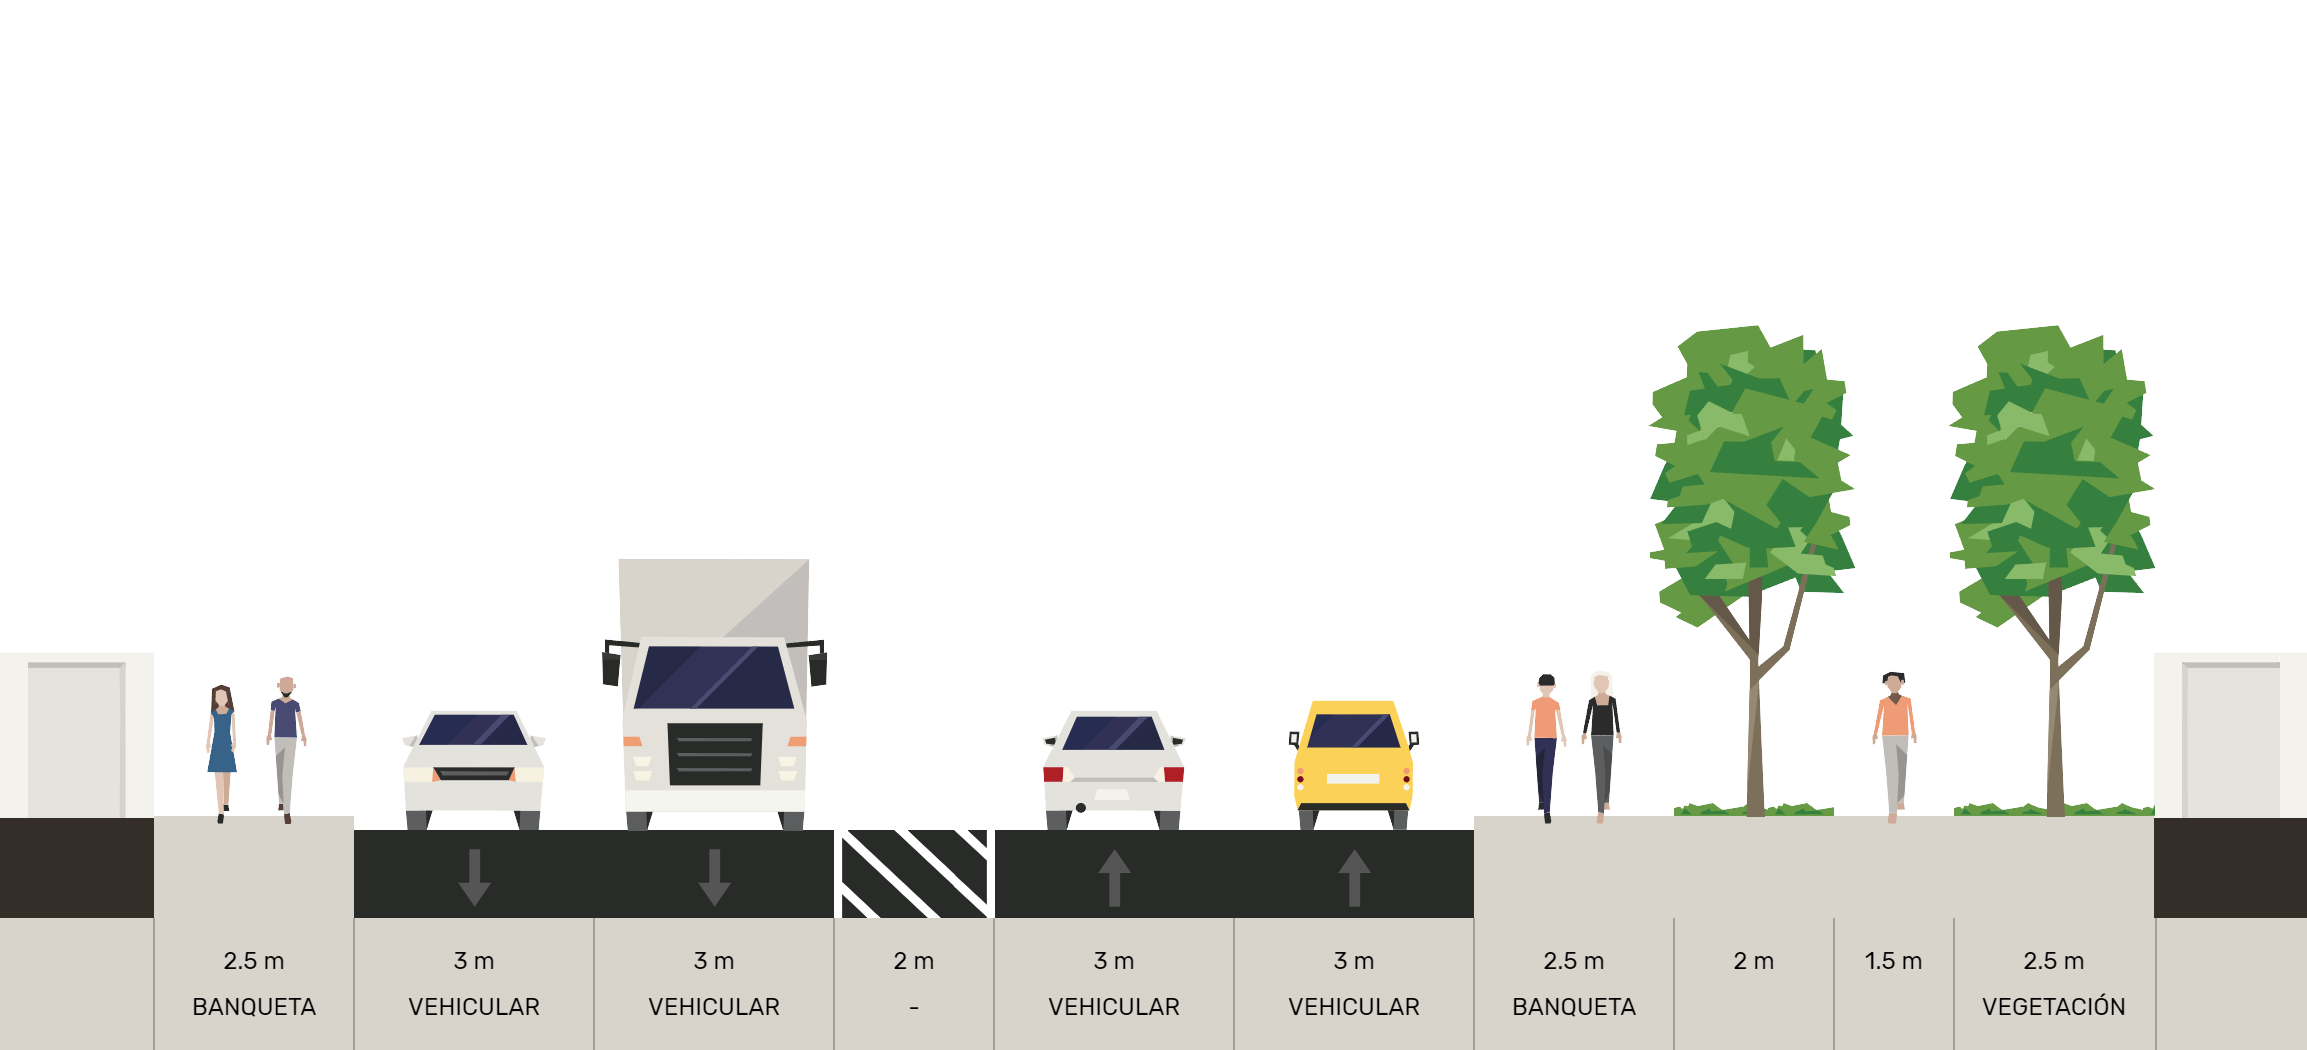 2.5 m
BANQUETA
3 m
VEHICULAR
3 m
VEHICULAR
2 m
-
3 m
VEHICULAR
3 m
VEHICULAR
2.5 m
BANQUETA
2 m
1.5 m
2.5 m
VEGETACIÓN